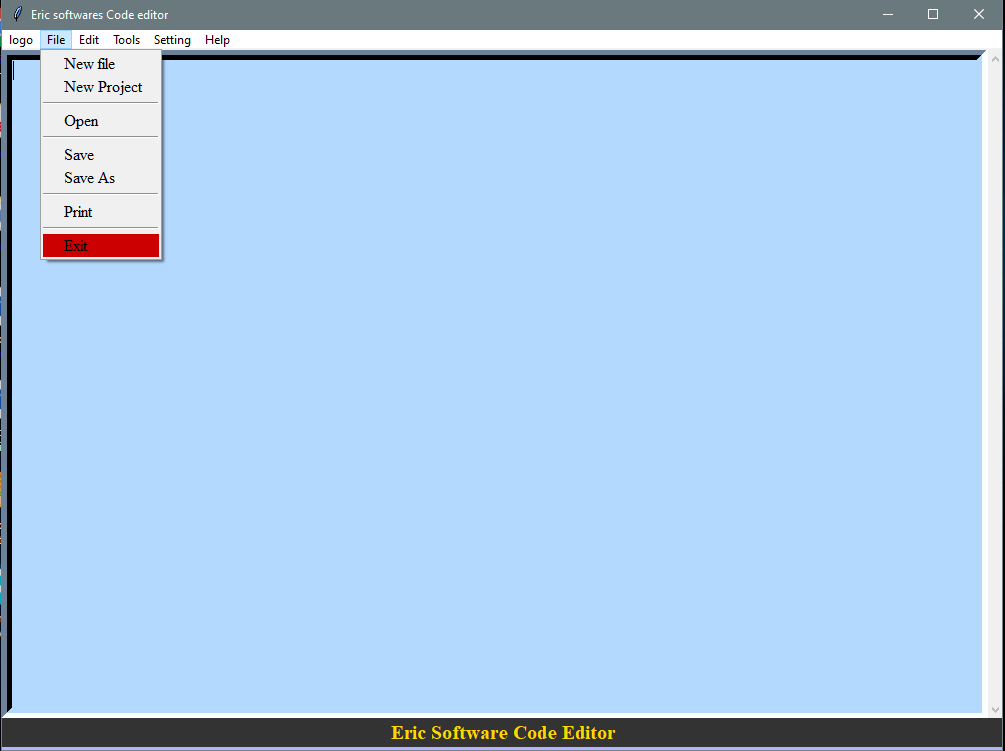 Eric softwares Code editor
logo File Edit Tools Setting Help
New file
New Project
Open
Save
Save As
Print
Exit
Eric Software Code Editor